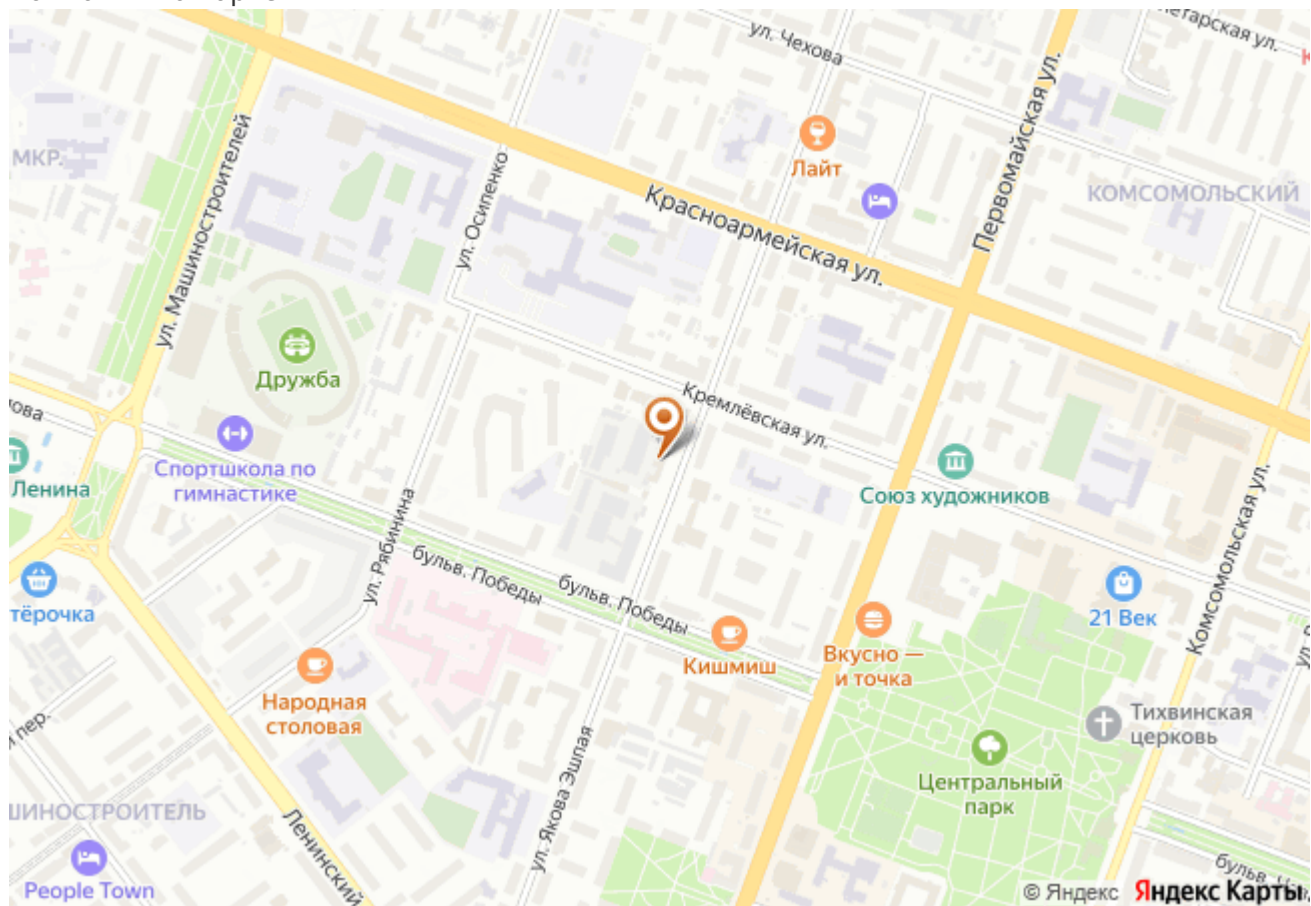 ул. Чехова
МКР.
Лайт
КОМСОМОЛЬСКИЙ
ул. Машиностроителей
ул. Осипенко
Красноармейская ул.
Первомайская ул.
Дружба
Кремлёвская ул.
Спортшкола по
гимнастике
Ленина
Союз художников
ул. Рябинина
бульв. Победы
бульв. Победы
Комсомольская ул.
21 Век
Кишмиш
Вкусно —
и точка
Народная
столовая
Тихвинская
церковь
Центральный
парк
ул. Якова Эшпая
Ленинский
People Town
бульв.
© Яндекс Яндекс Карты